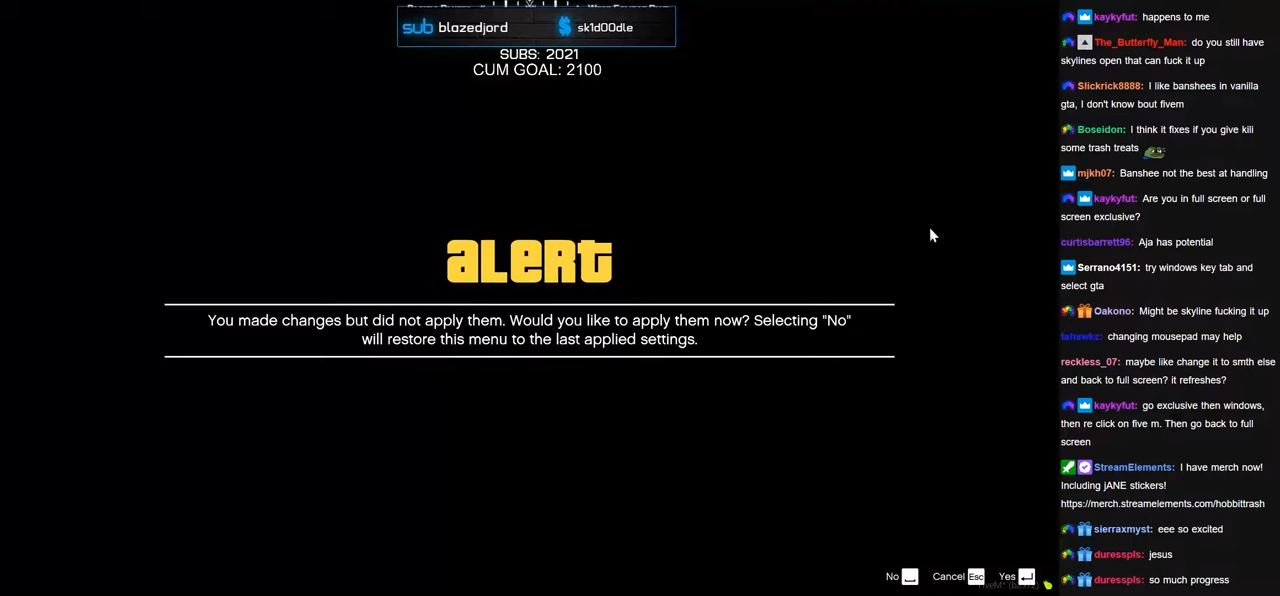 sub blazedjord $ sk1d00dle
SUBS: 2021
CUM GOAL: 2100
aLeRt
You made changes but did not apply them. Would you like to apply them now? Selecting "No"
will restore this menu to the last applied settings.
No Cancel Esc Yes
kaykyfut: happens to me
The_Butterfly_Man: do you still have
skylines open that can fuck it up
Slickrick8888: I like banshees in vanilla
gta, I don't know bout fivem
Boseidon: I think it fixes if you give kili
some trash treats
mjkh07: Banshee not the best at handling
kaykyfut: Are you in full screen or full
screen exclusive?
curtisbarrett96: Aja has potential
Serrano4151: try windows key tab and
select gta
Oakono: Might be skyline fucking it up
changing mousepad may help
reckless_07: maybe like change it to smth else
and back to full screen? it refreshes?
kaykyfut: go exclusive then windows,
then re click on five m. Then go back to full
screen
StreamElements: I have merch now!
Including jANE stickers!
https://merch.streamelements.com/hobbittrash
sierraxmyst: eee so excited
duresspls: jesus
duresspls: so much progress